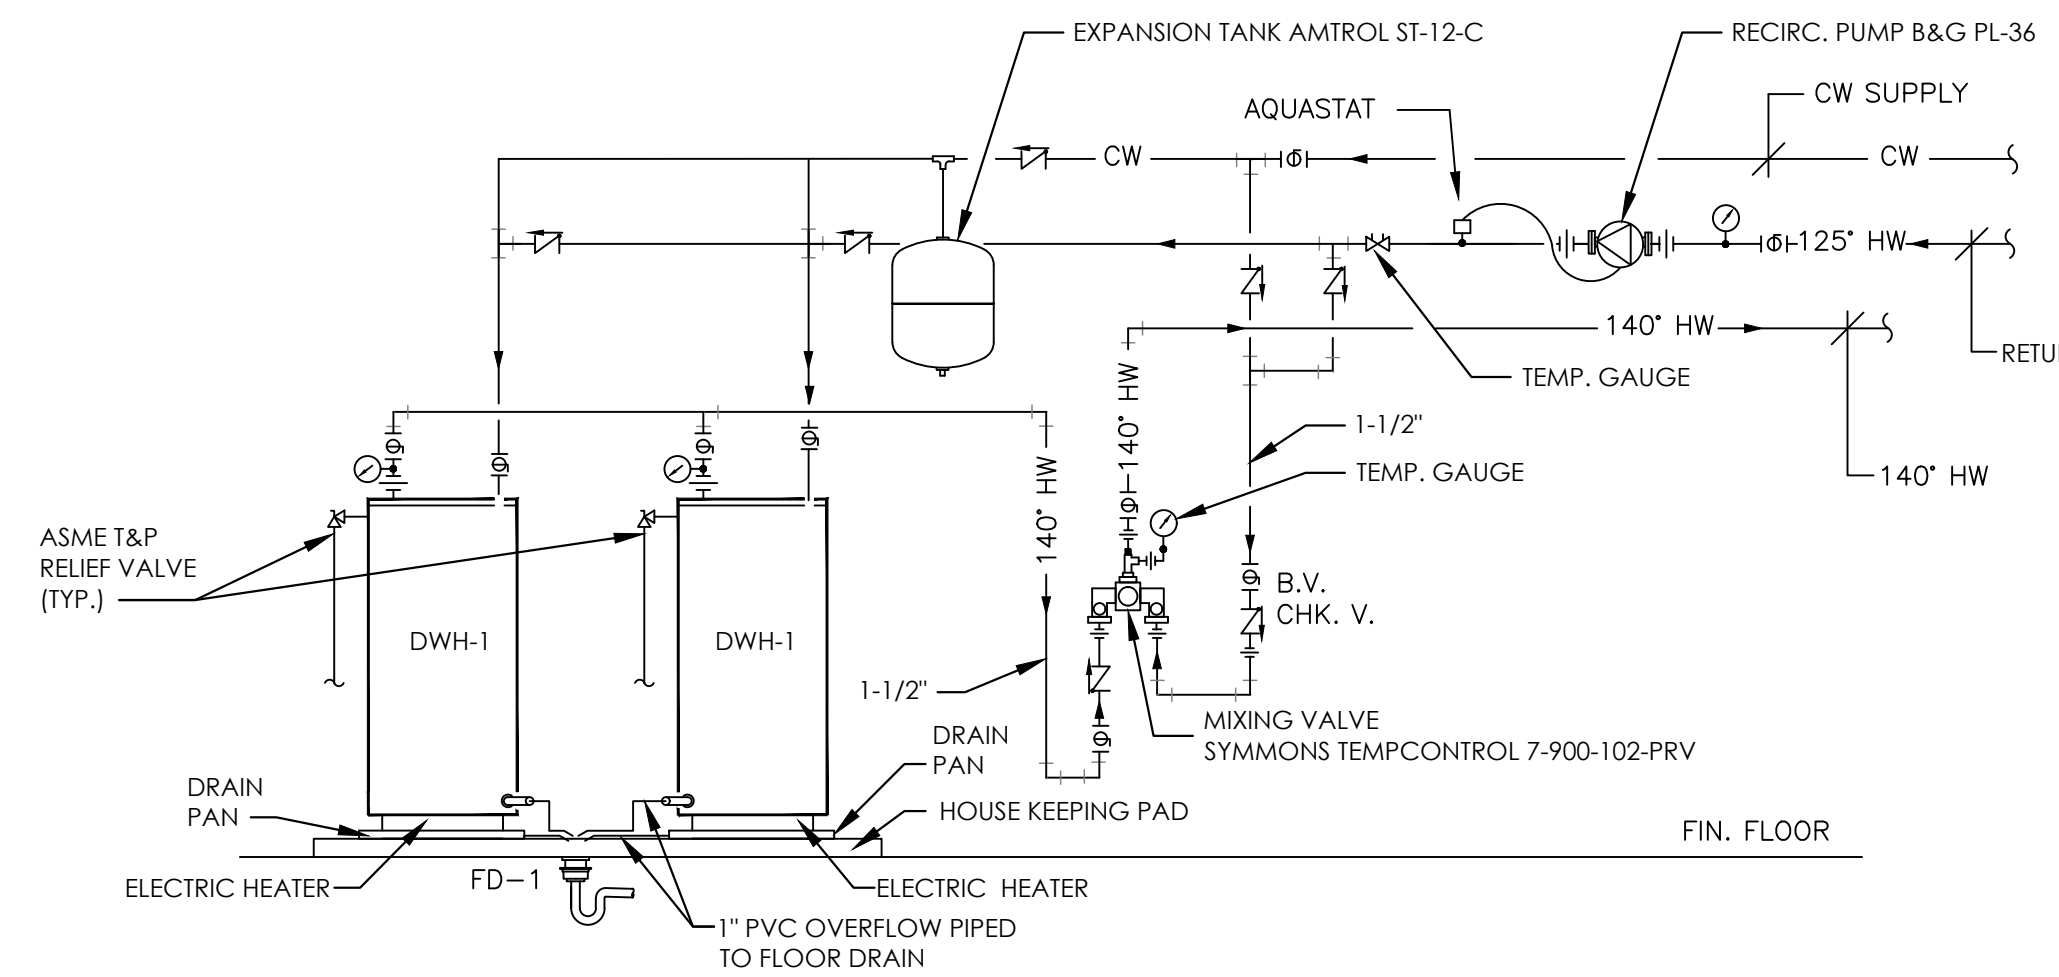 EXPANSION TANK AMTROL ST-12-C
RECIRC. PUMP B&G PL-36
CW SUPPLY
AQUASTAT
CW
CW
125° HW
140° HW
RETU
TEMP. GAUGE
140° HW
1-1/2"
TEMP. GAUGE
140° HW
140° HW
ASME T&P
RELIEF VALVE
(TYP.)
B.V.
CHK. V.
DWH-1
DWH-1
1-1/2"
MIXING VALVE
SYMMONS TEMPCONTROL 7-900-102-PRV
DRAIN
PAN
DRAIN
PAN
HOUSE KEEPING PAD
FIN. FLOOR
ELECTRIC HEATER
FD-1
ELECTRIC HEATER
1" PVC OVERFLOW PIPED
TO FLOOR DRAIN